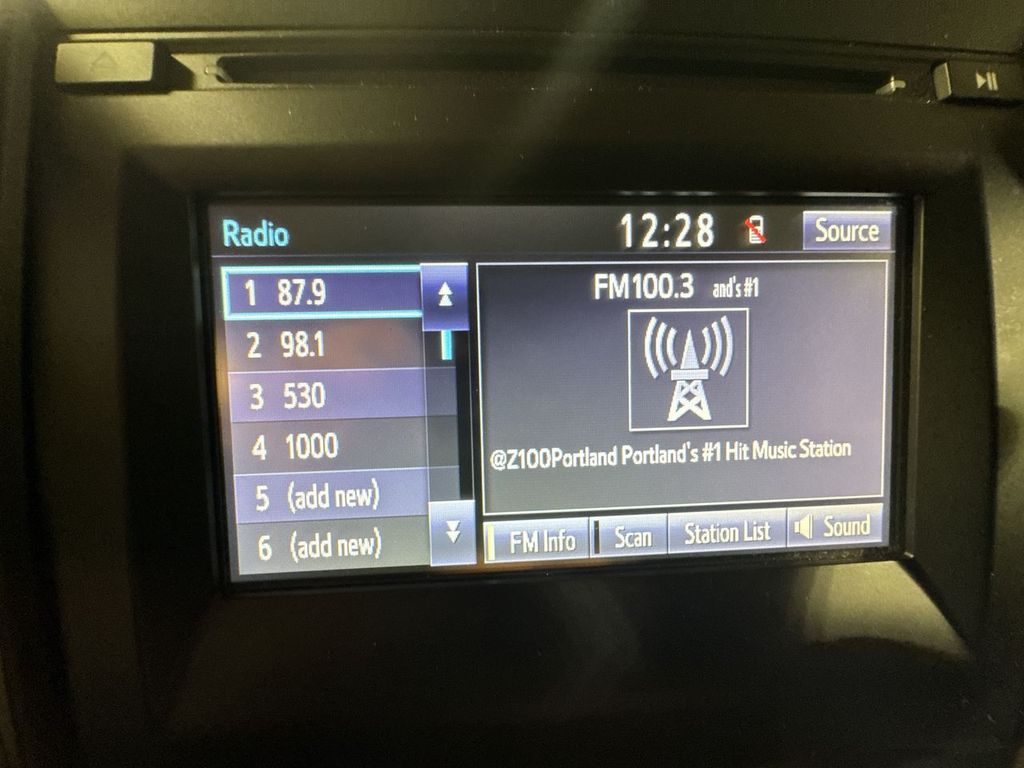 Radio
12:28
Source
1 87.9
2 98.1
3 530
4 1000
5 (add new)
6 (add new)
FM100.3 and's #1
@Z100Portland Portland's #1 Hit Music Station
FM Info
Scan
Station List
Sound